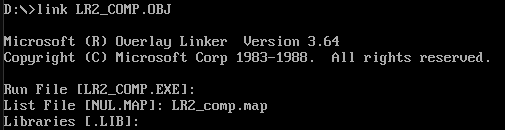 D:\>link LR2_COMP.OBJ
Microsoft (R) Overlay Linker  Version 3.64
Copyright (C) Microsoft Corp 1983-1988.  All rights reserved.
Run File [LR2_COMP.EXE]:
List File [NUL.MAP]: LR2_comp.map
Libraries [.LIB]: